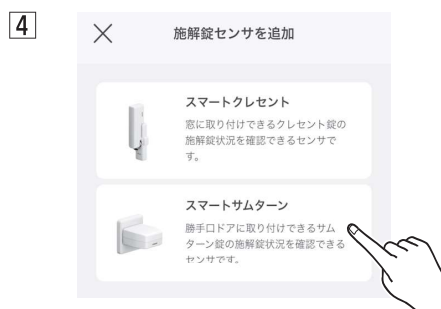 4
施解錠センサを追加
スマートクレセント
窓に取り付けできるクレセント錠の
施解錠状況を確認できるセンサで
す。
スマートサムターン
勝手口ドアに取り付けできるサム
ターン錠の施解錠状況を確認できる
センサです。